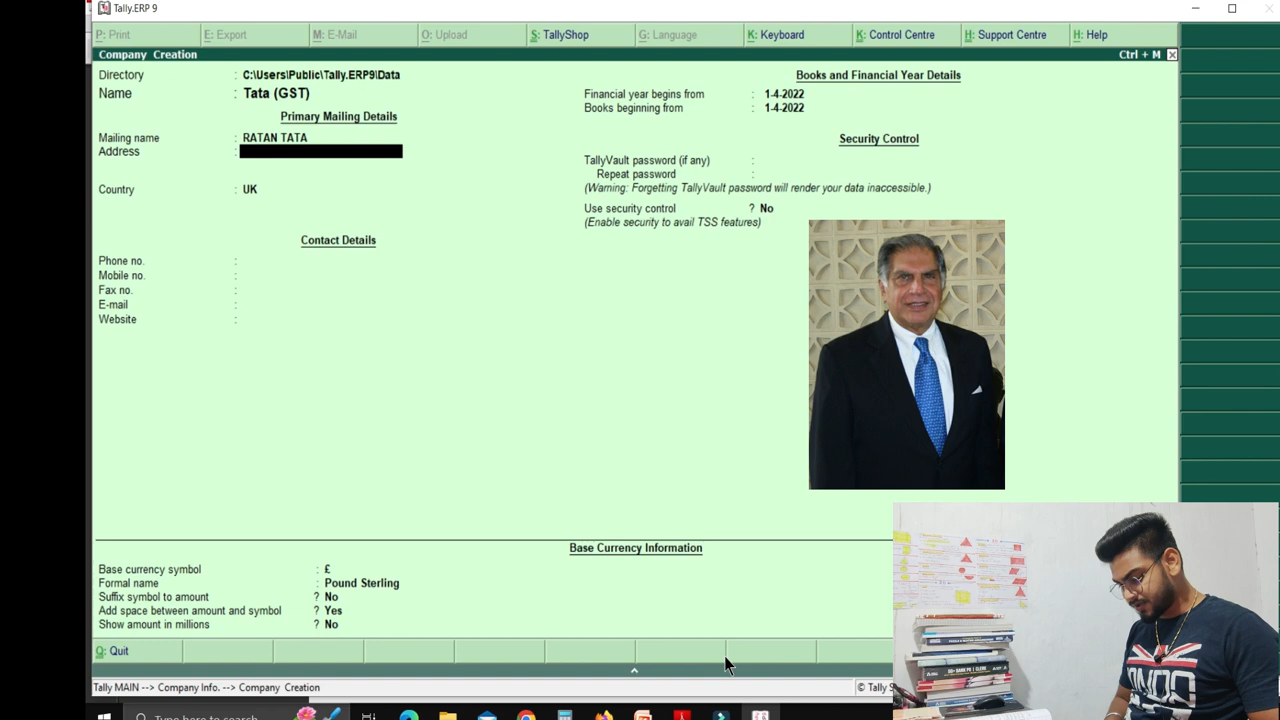 Tally.ERP 9
P: Print E: Export M: E-Mail O: Upload S: TallyShop G: Language K: Keyboard K: Control Centre H: Support Centre H: Help
Company Creation Ctrl + M
Directory : C:\Users\Public\Tally.ERP9\Data
Name : Tata (GST)
Primary Mailing Details
Mailing name : RATAN TATA
Address :
Country : UK
Contact Details
Phone no. :
Mobile no. :
Fax no. :
E-mail :
Website :
Books and Financial Year Details
Financial year begins from : 1-4-2022
Books beginning from : 1-4-2022
Security Control
TallyVault password (if any) :
Repeat password :
(Warning: Forgetting TallyVault password will render your data inaccessible.)
Use security control ? No
(Enable security to avail TSS features)
Base Currency Information
Base currency symbol : £
Formal name : Pound Sterling
Suffix symbol to amount ? No
Add space between amount and symbol ? Yes
Show amount in millions ? No
Q: Quit
Tally MAIN --> Company Info. --> Company Creation © Tally
Type here to search